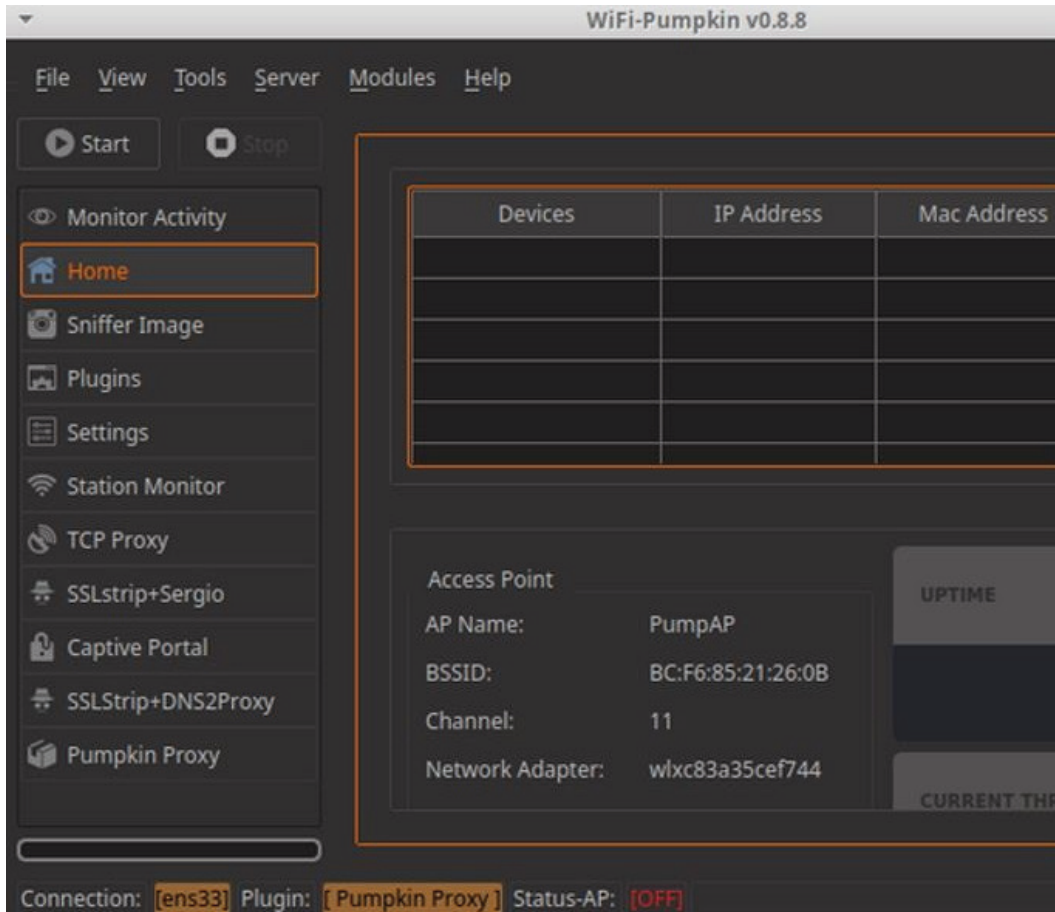 WiFi-Pumpkin v0.8.8
File View Tools Server Modules Help
Start Stop
Monitor Activity
Home
Sniffer Image
Plugins
Settings
Station Monitor
TCP Proxy
SSLstrip+Sergio
Captive Portal
SSLStrip+DNS2Proxy
Pumpkin Proxy
Devices IP Address Mac Address
Access Point
AP Name: PumpAP
BSSID: BC:F6:85:21:26:0B
Channel: 11
Network Adapter: wlxc83a35cef744
UPTIME
CURRENT THR
Connection: [ens33] Plugin: [ Pumpkin Proxy ] Status-AP: [OFF]